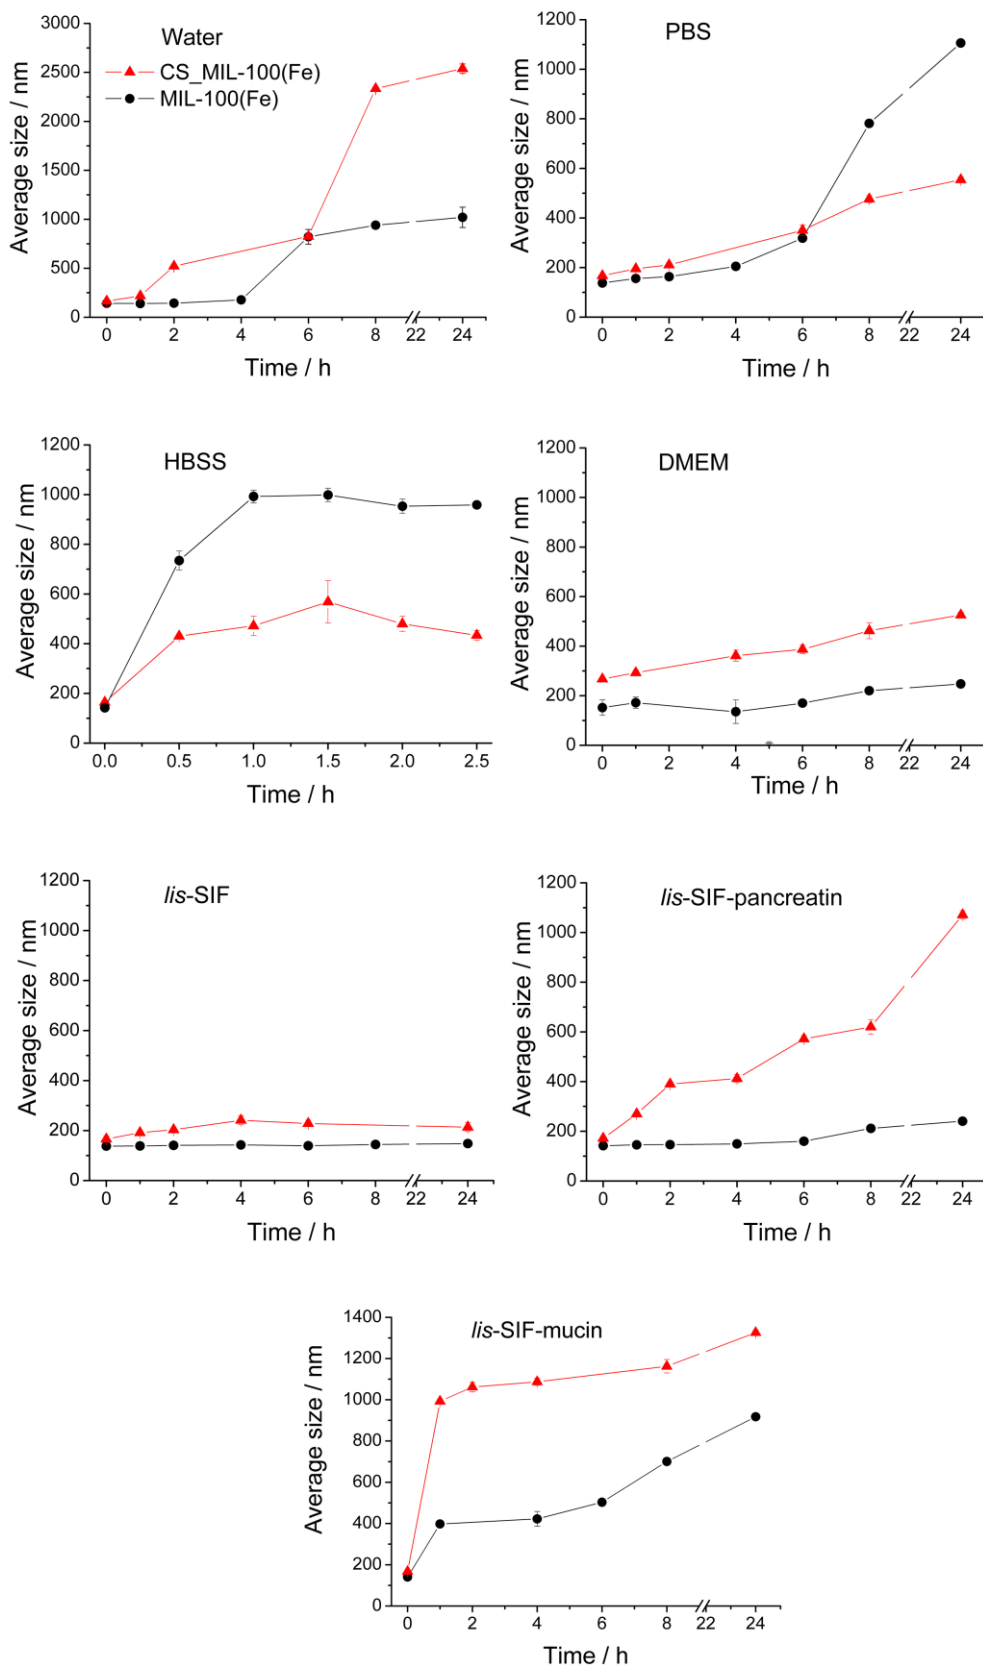 Water
CS_MIL-100(Fe)
MIL-100(Fe)
Average size / nm
3000
2500
2000
1500
1000
500
0
0 2 4 6 8 22 24
Time / h
PBS
Average size / nm
1200
1000
800
600
400
200
0
0 2 4 6 8 22 24
Time / h
HBSS
Average size / nm
1200
1000
800
600
400
200
0
0.0 0.5 1.0 1.5 2.0 2.5
Time / h
DMEM
Average size / nm
1200
1000
800
600
400
200
0
0 2 4 6 8 22 24
Time / h
lis-SIF
Average size / nm
1200
1000
800
600
400
200
0
0 2 4 6 8 22 24
Time / h
lis-SIF-pancreatin
Average size / nm
1200
1000
800
600
400
200
0
0 2 4 6 8 22 24
Time / h
lis-SIF-mucin
Average size / nm
1400
1200
1000
800
600
400
200
0
0 2 4 6 8 22 24
Time / h